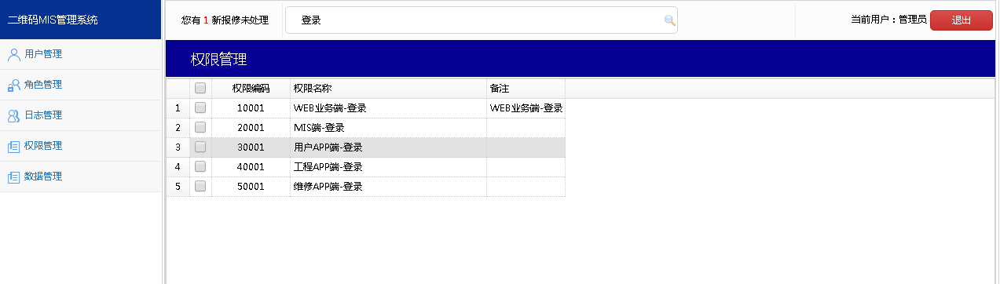 二维码MIS管理系统
您有 1 新报修未处理
登录
当前用户：管理员
退出
用户管理
角色管理
日志管理
权限管理
数据管理
权限管理
权限编码 权限名称 备注
1 10001 WEB业务端-登录 WEB业务端-登录
2 20001 MIS端-登录
3 30001 用户APP端-登录
4 40001 工程APP端-登录
5 50001 维修APP端-登录